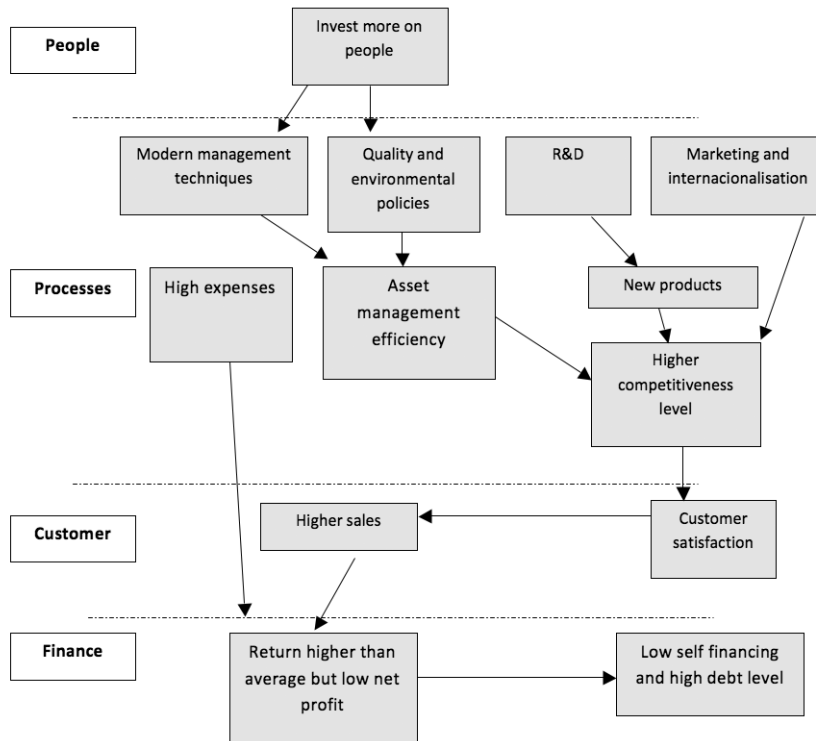 People
Invest more on
people
Modern management
techniques
Quality and
environmental
policies
R&D
Marketing and
internacionalisation
Processes
High expenses
Asset
management
efficiency
New products
Higher
competitiveness
level
Customer
Higher sales
Customer
satisfaction
Finance
Return higher than
average but low net
profit
Low self financing
and high debt level